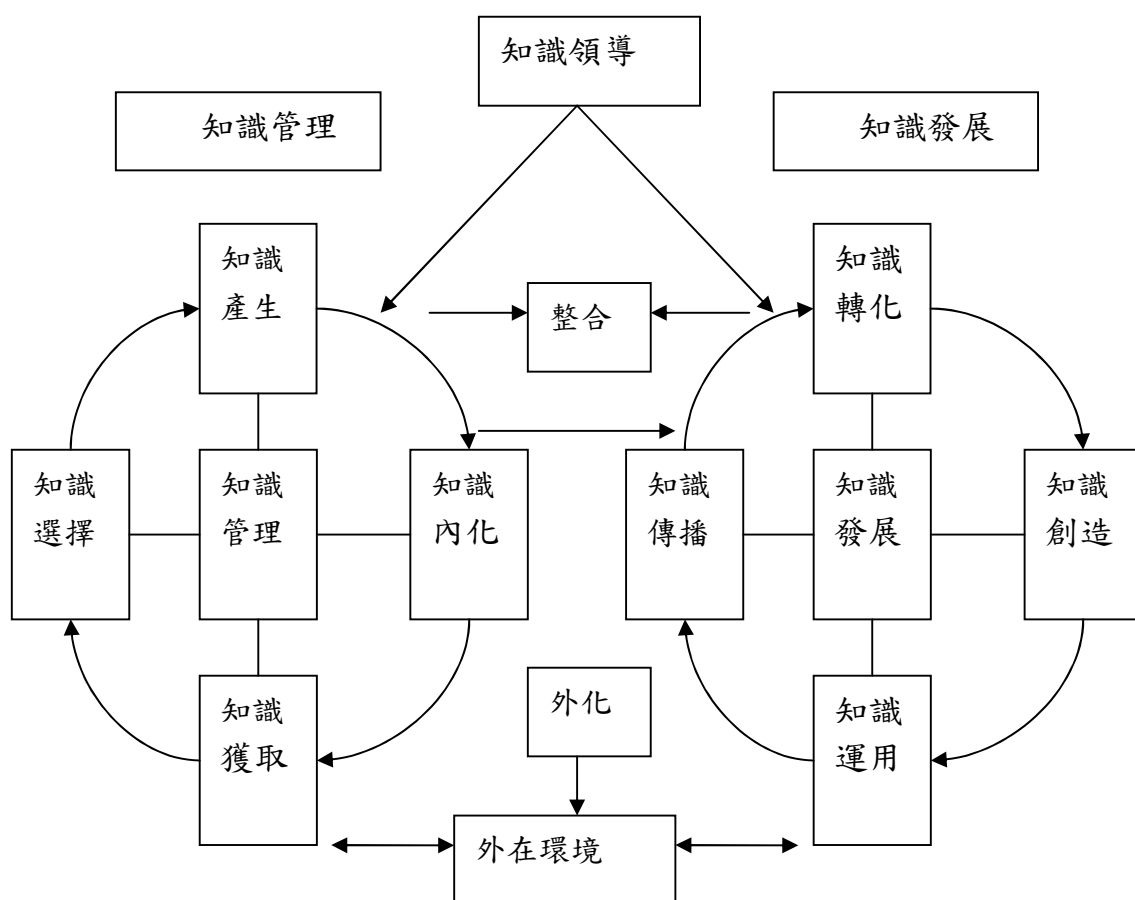 知識領導
知識管理
知識發展
知識
產生
整合
知識
轉化
知識
選擇
知識
管理
知識
內化
知識
傳播
知識
發展
知識
創造
知識
獲取
外化
知識
運用
外在環境